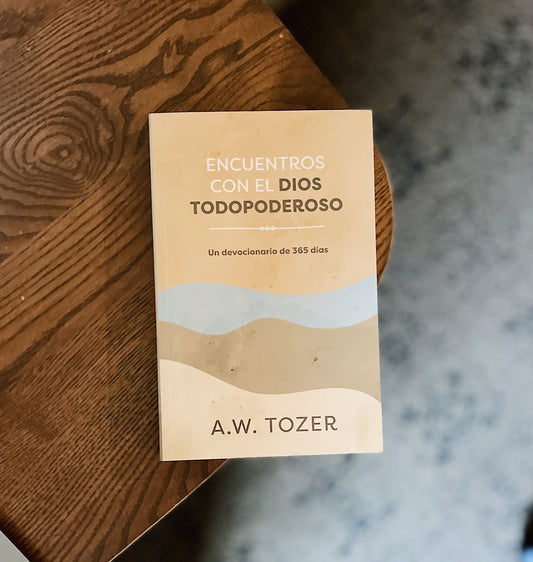 ENCUENTROS
CON EL DIOS
TODOPODEROSO
Un devocionario de 365 días
A.W. TOZER